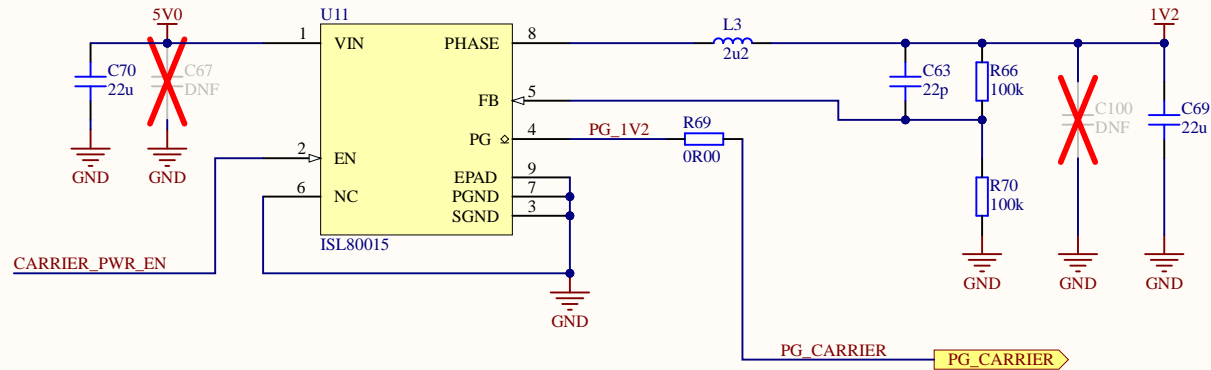 5V0
U11
1V2
1
VIN
PHASE
8
L3
2u2
C70
22u
C67
DNF
C63
22p
R66
100k
FB
5
C100
DNF
C69
22u
PG
4
PG_1V2
R69
0R00
2
EN
EPAD
9
6
NC
PGND
7
SGND
3
R70
100k
GND
GND
ISL80015
CARRIER_PWR_EN
GND
GND
GND
GND
PG_CARRIER
PG_CARRIER